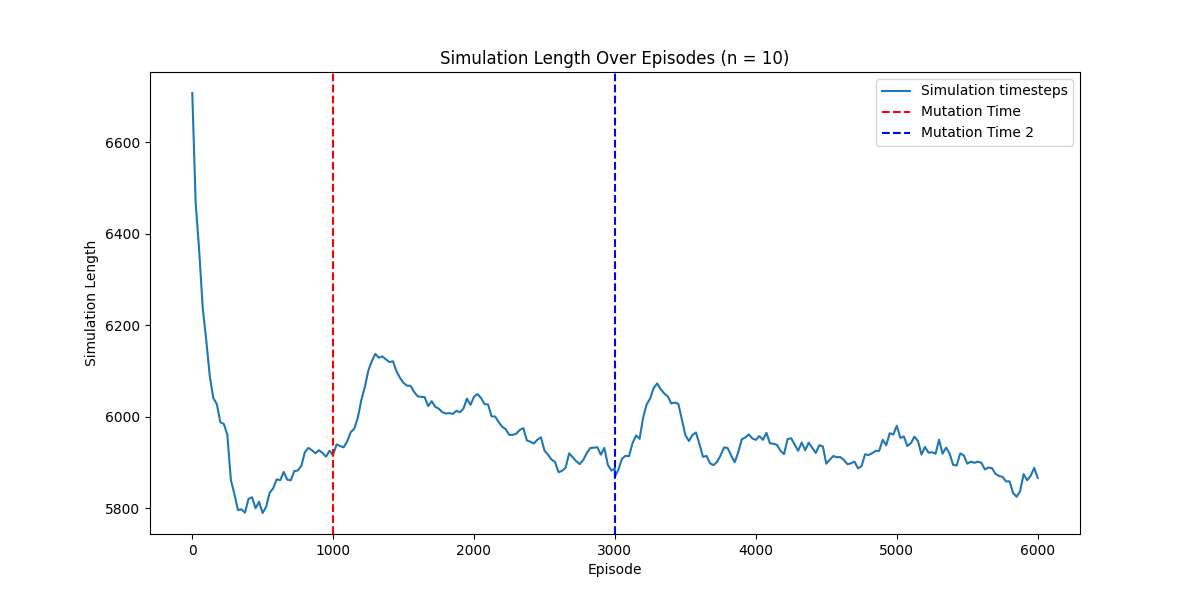 Simulation Length Over Episodes (n = 10)
Simulation timesteps
Mutation Time
Mutation Time 2
Simulation Length
6600
6400
6200
6000
5800
0 1000 2000 3000 4000 5000 6000
Episode